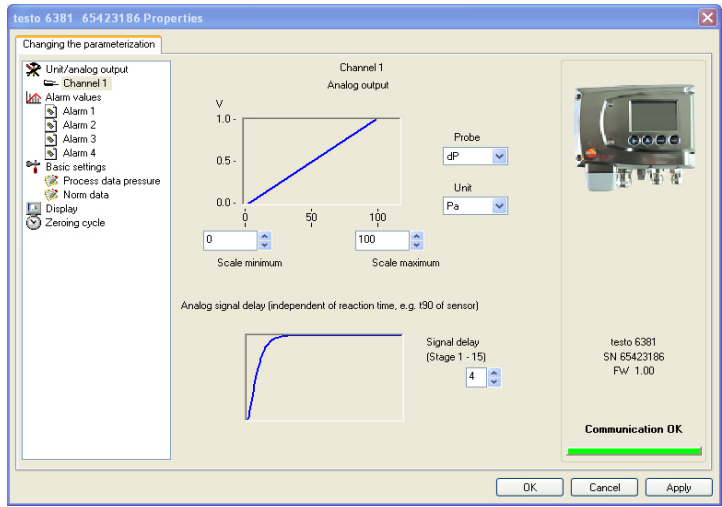 testo 6381 65423186 Properties
Changing the parameterization
Unit/analog output
Channel 1
Alarm values
Alarm 1
Alarm 2
Alarm 3
Alarm 4
Basic settings
Process data pressure
Norm data
Display
Zeroing cycle
Channel 1
Analog output
V
1.0 -
0.5 -
0.0 -
0 50 100
0
100
Scale minimum
Scale maximum
Probe
dP
Unit
Pa
Analog signal delay (independent of reaction time, e.g. t90 of sensor)
Signal delay
(Stage 1 - 15)
4
testo 6381
SN 65423186
FW 1.00
Communication OK
OK
Cancel
Apply